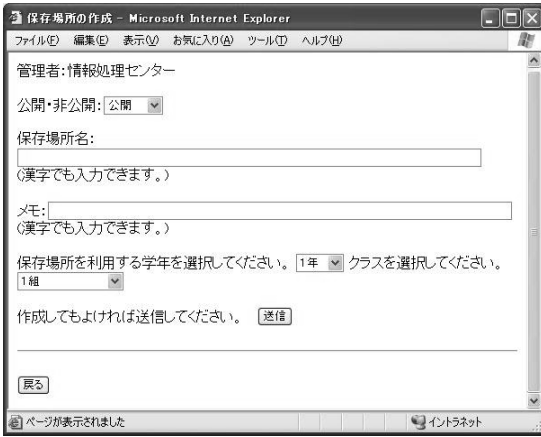 保存場所の作成 - Microsoft Internet Explorer
ファイル(F) 編集(E) 表示(V) お気に入り(A) ツール(T) ヘルプ(H)
管理者:情報処理センター
公開・非公開: 公開
保存場所名:
(漢字でも入力できます。)
メモ:
(漢字でも入力できます。)
保存場所を利用する学年を選択してください。 1年 クラスを選択してください。
1組
作成してもよければ送信してください。 送信
戻る
ページが表示されました イントラネット